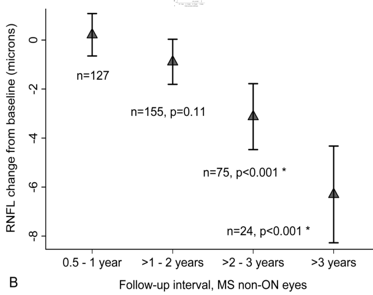 RNFL change from baseline (microns)
0
-2
-4
-6
-8
n=127
n=155, p=0.11
n=75, p<0.001 *
n=24, p<0.001 *
0.5 - 1 year
>1 - 2 years
>2 - 3 years
>3 years
B
Follow-up interval, MS non-ON eyes